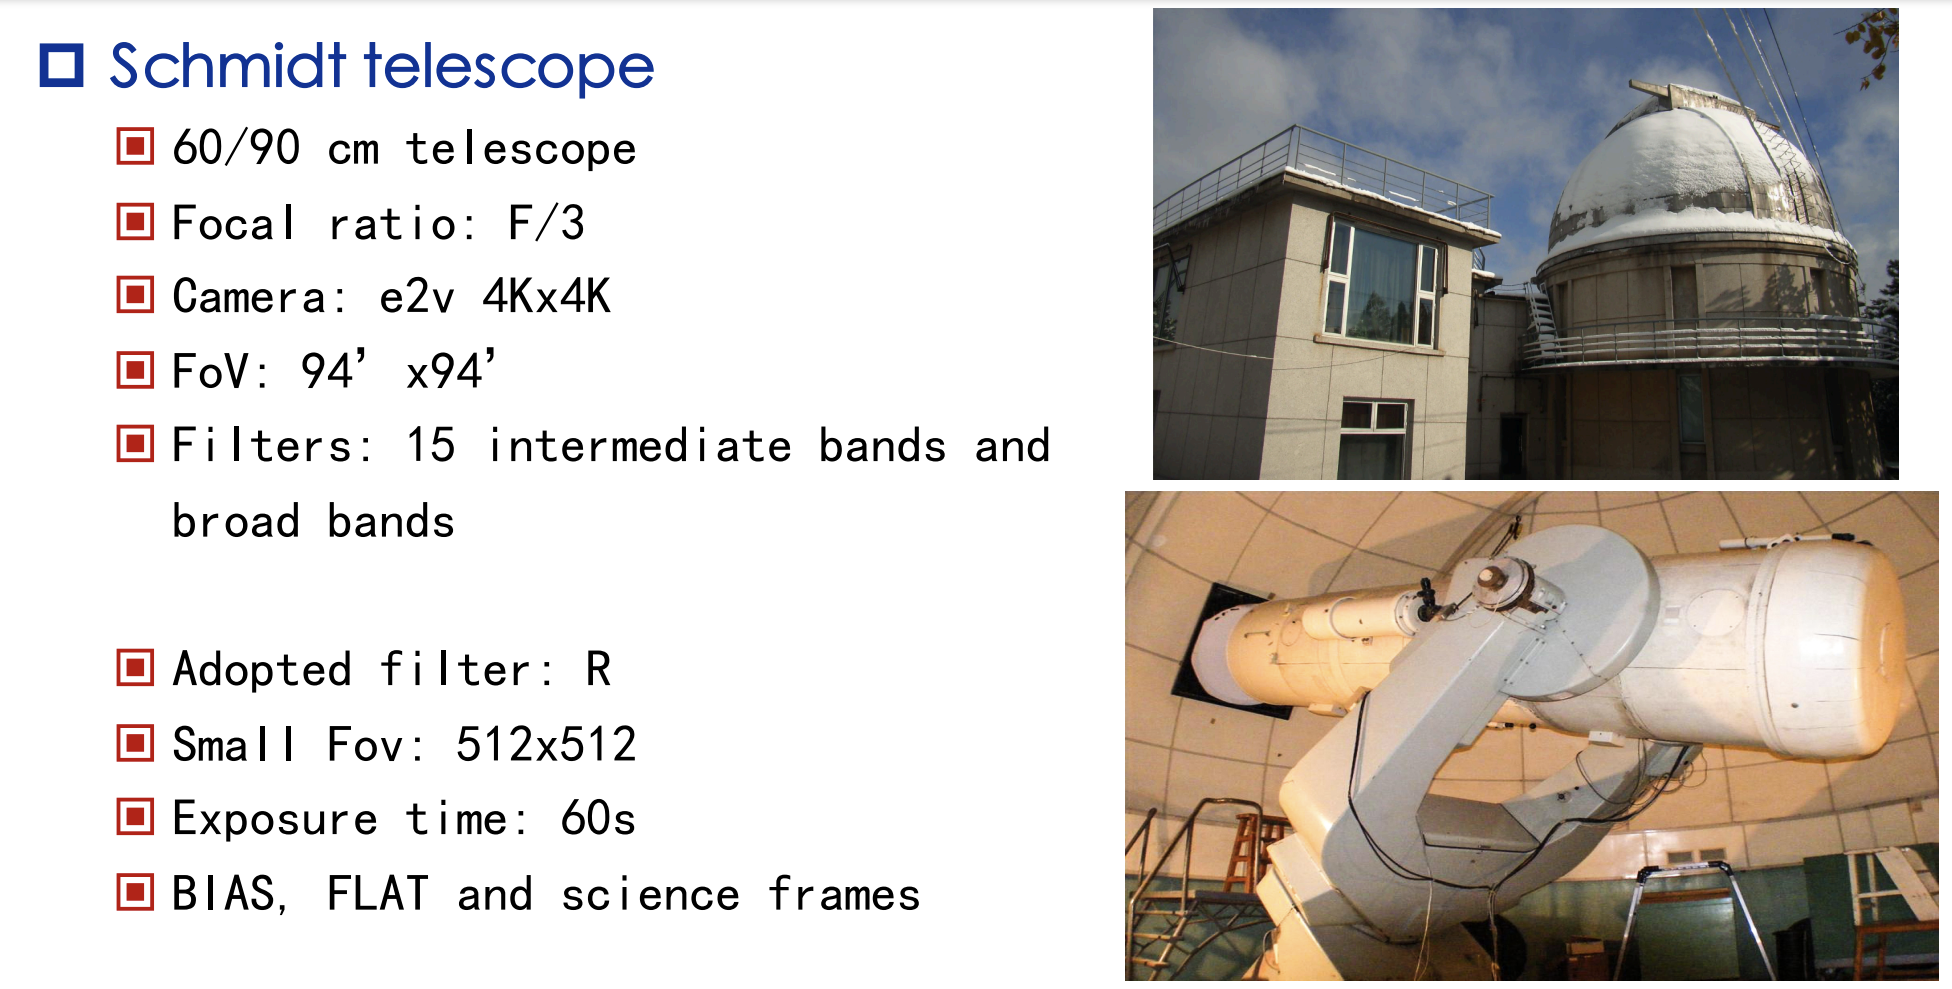 Schmidt telescope
60/90 cm telescope
Focal ratio: F/3
Camera: e2v 4Kx4K
FoV: 94’ x94’
Filters: 15 intermediate bands and
broad bands
Adopted filter: R
Small Fov: 512x512
Exposure time: 60s
BIAS, FLAT and science frames